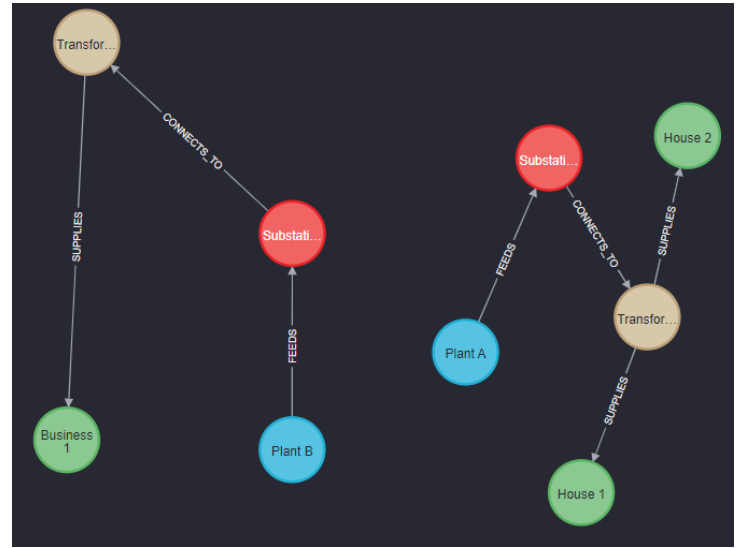 Transfor...
CONNECTS_TO
SUPPLIES
Substati...
FEEDS
Business
1
Plant B
House 2
Substati...
CONNECTS_TO
SUPPLIES
FEEDS
Transfor...
Plant A
SUPPLIES
House 1